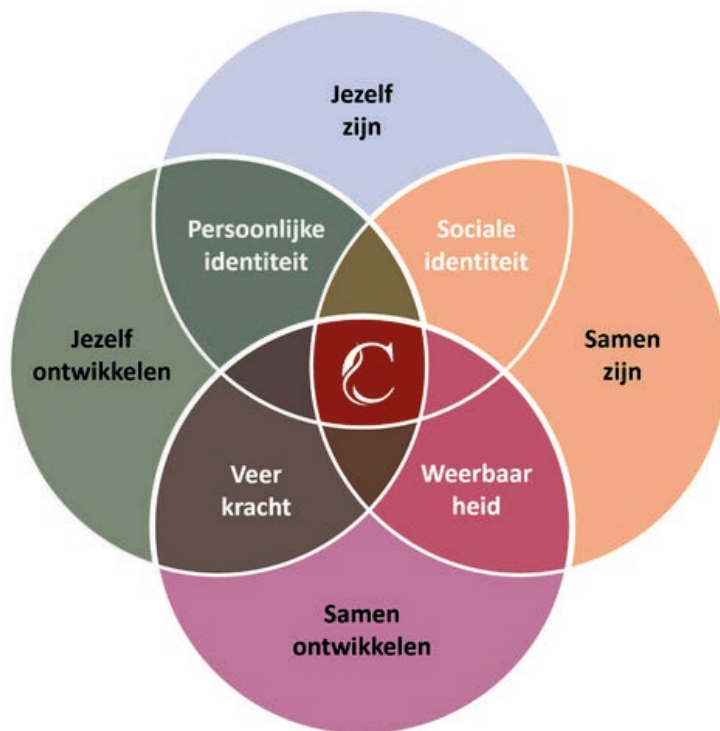 Jezelf
zijn
Persoonlijke
identiteit
Sociale
identiteit
Jezelf
ontwikkelen
C
Samen
zijn
Veer
kracht
Weerbaar
heid
Samen
ontwikkelen